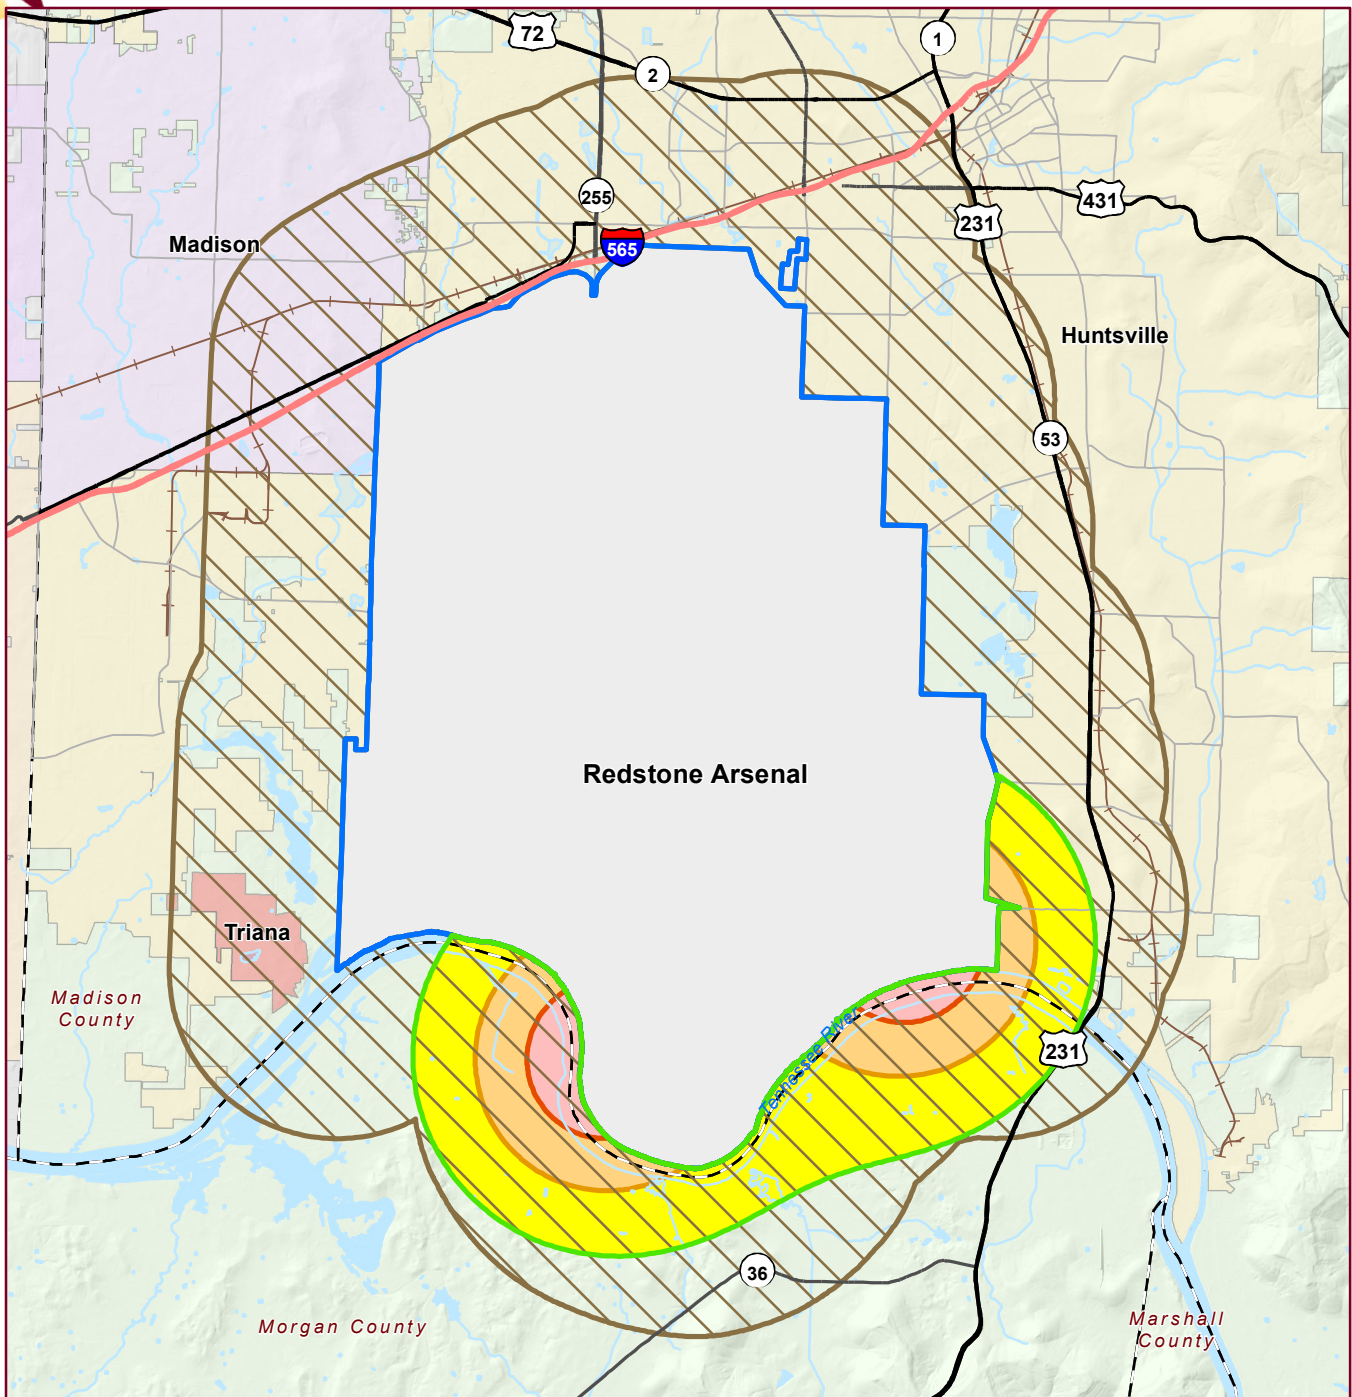 72
1
2
255
431
231
Madison
565
Huntsville
53
Redstone Arsenal
Triana
Madison
County
Tennessee River
231
36
Morgan County
Marshall
County